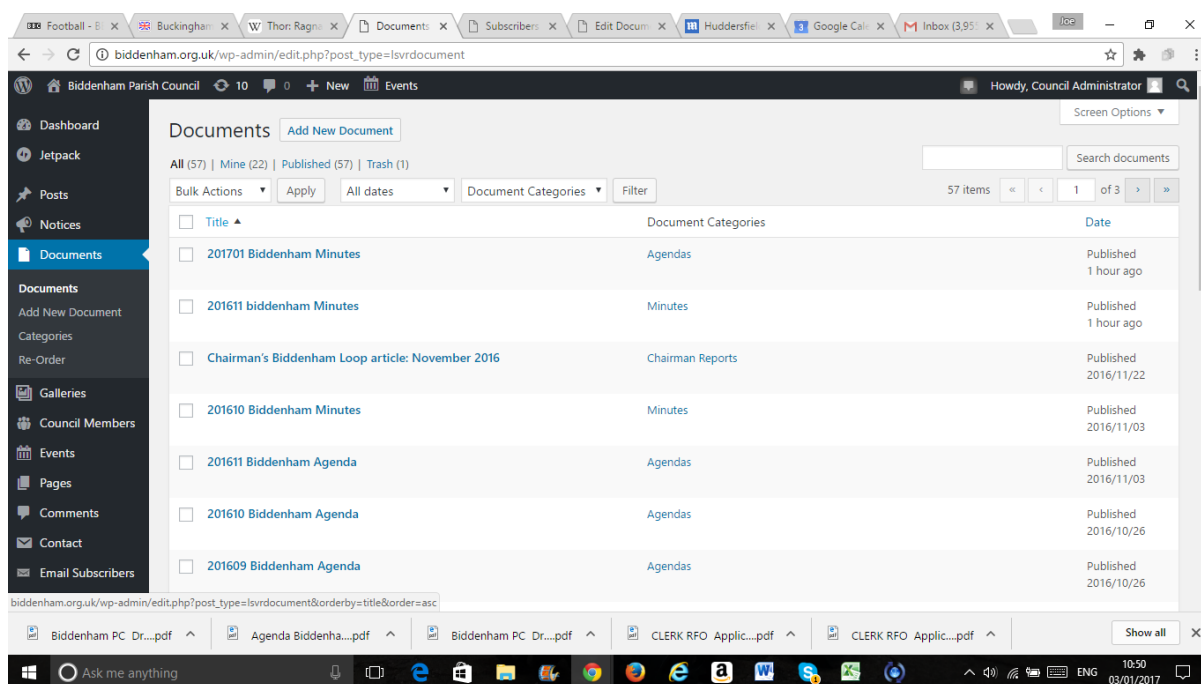 Football - B
Buckingham
Thor: Ragna
Documents
Subscribers
Edit Docum
Huddersfiel
Google Cale
Inbox (3,955
Joe
biddenham.org.uk/wp-admin/edit.php?post_type=lsvrdocument
Biddenham Parish Council 10 0 New Events
Howdy, Council Administrator
Dashboard
Jetpack
Posts
Notices
Documents
Documents
Add New Document
Categories
Re-Order
Galleries
Council Members
Events
Pages
Comments
Contact
Email Subscribers
Screen Options ▼
Documents Add New Document
All (57) | Mine (22) | Published (57) | Trash (1)
Search documents
Bulk Actions ▼ Apply All dates ▼ Document Categories ▼ Filter
57 items « ‹ 1 of 3 › »
Title ▲ Document Categories Date
201701 Biddenham Minutes Agendas Published
1 hour ago
201611 biddenham Minutes Minutes Published
1 hour ago
Chairman's Biddenham Loop article: November 2016 Chairman Reports Published
2016/11/22
201610 Biddenham Minutes Minutes Published
2016/11/03
201611 Biddenham Agenda Agendas Published
2016/11/03
201610 Biddenham Agenda Agendas Published
2016/10/26
201609 Biddenham Agenda Agendas Published
2016/10/26
biddenham.org.uk/wp-admin/edit.php?post_type=lsvrdocument&orderby=title&order=asc
Biddenham PC Dr....pdf
Agenda Biddenha....pdf
Biddenham PC Dr....pdf
CLERK RFO Applic....pdf
CLERK RFO Applic....pdf
Show all
Ask me anything
ENG
10:50
03/01/2017